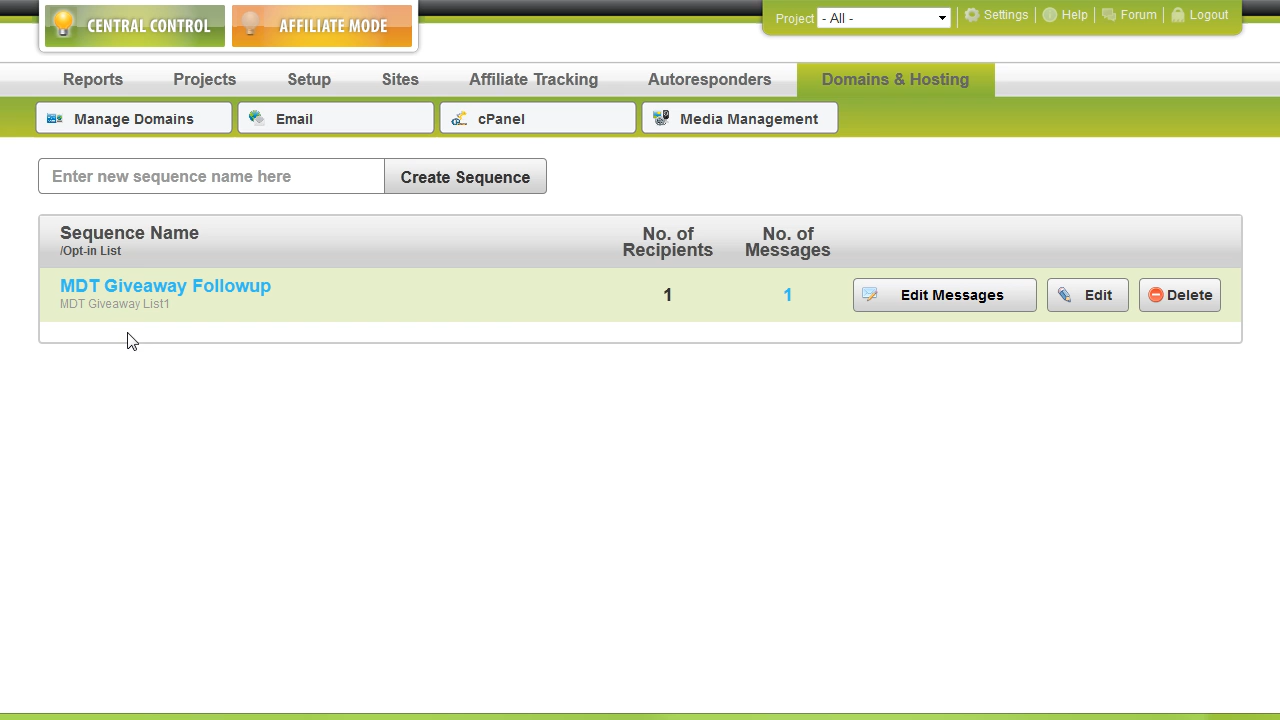 CENTRAL CONTROL AFFILIATE MODE Project - All - Settings Help Forum Logout
Reports Projects Setup Sites Affiliate Tracking Autoresponders Domains & Hosting
Manage Domains Email cPanel Media Management
Enter new sequence name here Create Sequence
Sequence Name No. of Recipients No. of Messages
/Opt-in List
MDT Giveaway Followup 1 1 Edit Messages Edit Delete
MDT Giveaway List1